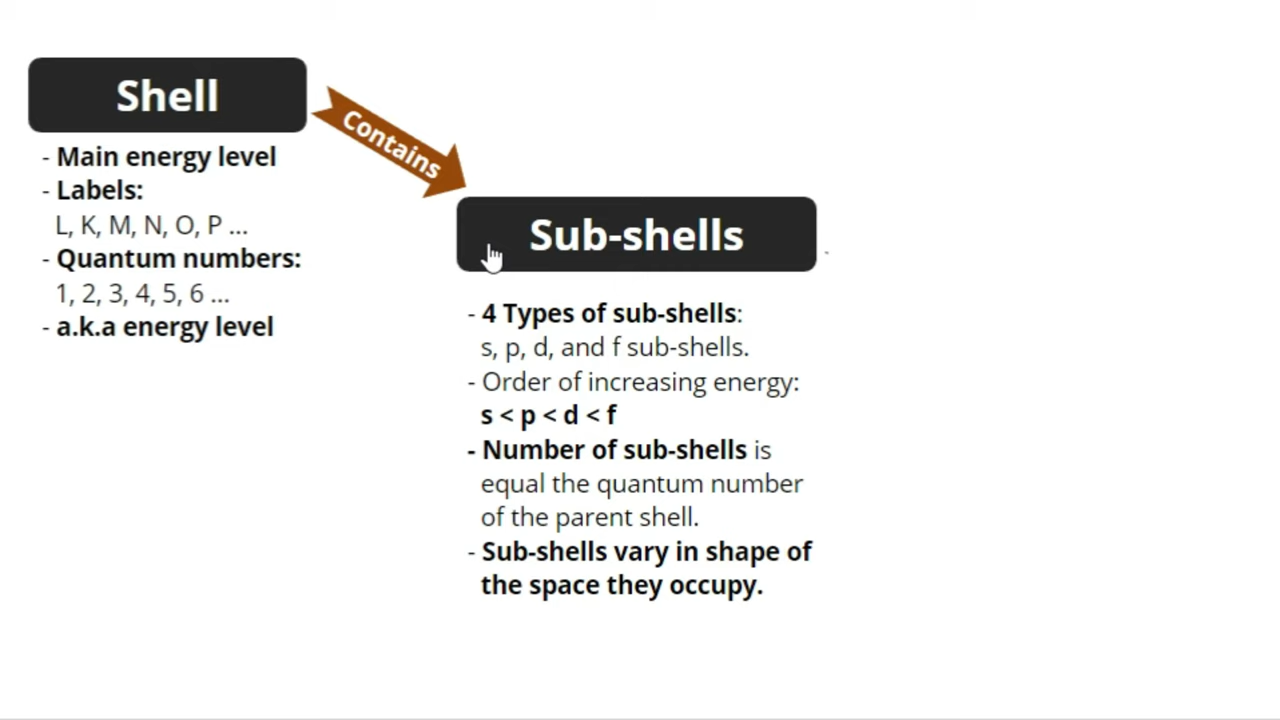 Shell
- Main energy level
- Labels:
L, K, M, N, O, P ...
- Quantum numbers:
1, 2, 3, 4, 5, 6 ...
- a.k.a energy level
Contains
Sub-shells
- 4 Types of sub-shells:
s, p, d, and f sub-shells.
- Order of increasing energy:
s < p < d < f
- Number of sub-shells is
equal the quantum number
of the parent shell.
- Sub-shells vary in shape of
the space they occupy.